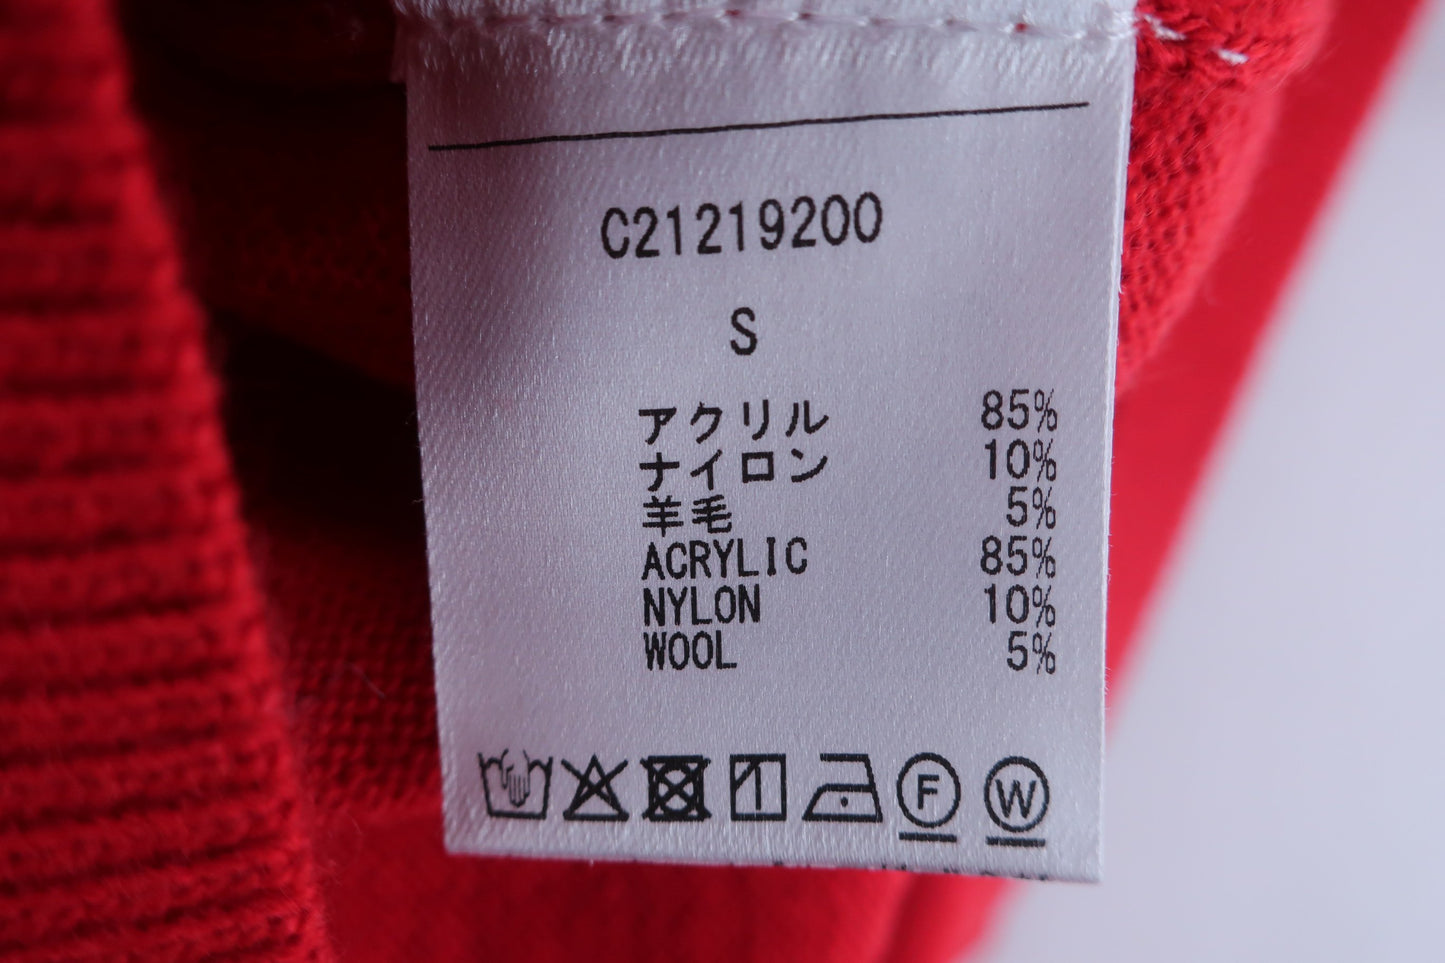 C21219200
S
アクリル 85%
ナイロン 10%
羊毛 5%
ACRYLIC 85%
NYLON 10%
WOOL 5%
F W